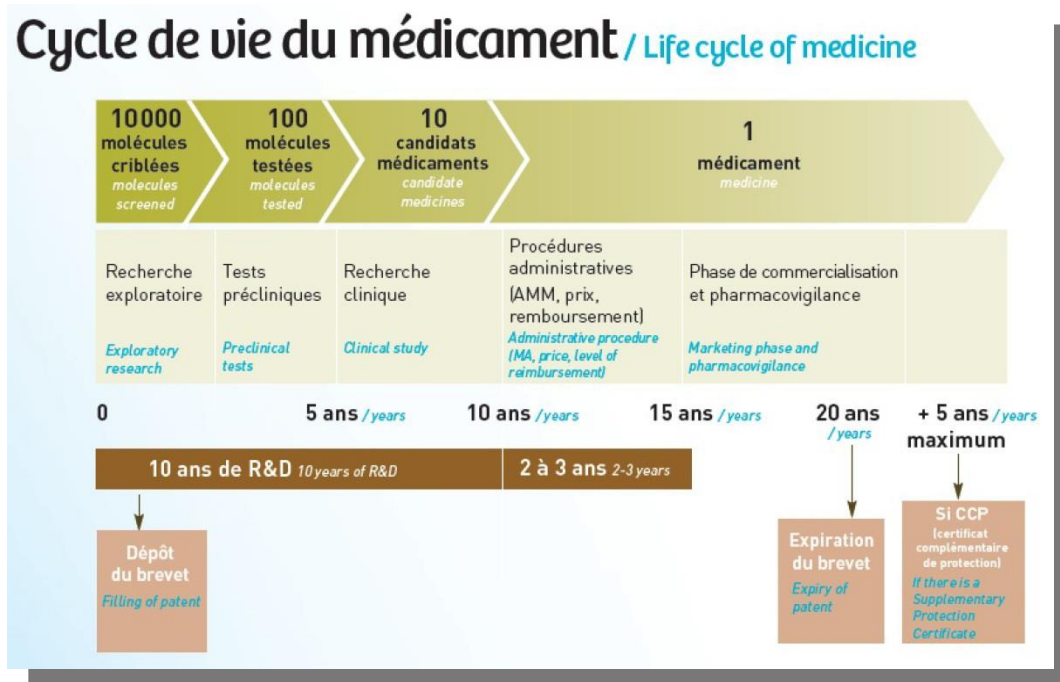 Cycle de vie du médicament / Life cycle of medicine
10 000
molécules
criblées
molecules
screened
100
molécules
testées
molecules
tested
10
candidats
médicaments
candidate
medicines
1
médicament
medicine
Recherche
exploratoire
Exploratory
research
Tests
précliniques
Preclinical
tests
Recherche
clinique
Clinical study
Procédures
administratives
(AMM, prix,
remboursement)
Administrative procedure
(MA, price, level of
reimbursement)
Phase de commercialisation
et pharmacovigilance
Marketing phase and
pharmacovigilance
0
5 ans / years
10 ans / years
15 ans / years
20 ans
/ years
+ 5 ans / years
maximum
10 ans de R&D 10 years of R&D
2 à 3 ans 2-3 years
Dépôt
du brevet
Filling of patent
Expiration
du brevet
Expiry of
patent
Si CCP
(certificat
complémentaire
de protection)
If there is a
Supplementary
Protection
Certificate